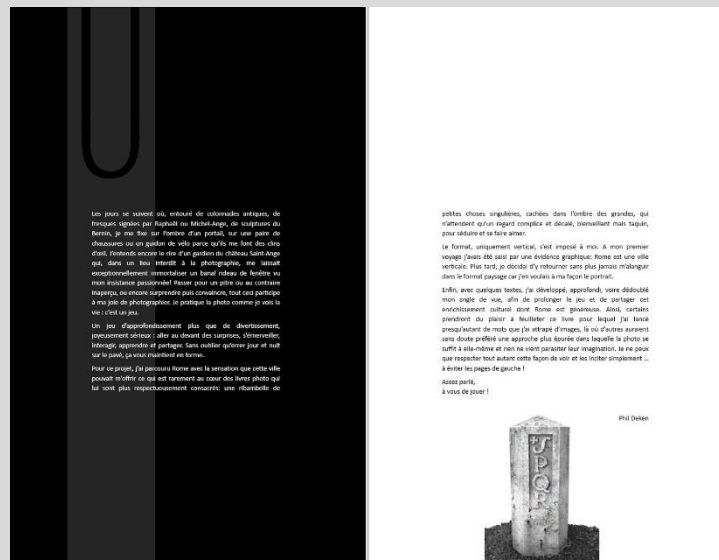 Les jours se suivent où, entouré de colonnades antiques, de
fresques signées par Raphaël ou Michel-Ange, de sculptures du
Bernin, je me fixe sur l'ombre d'un portail, sur une paire de
chaussures ou un guidon de vélo parce qu'ils me font des clins
d'œil. J'entends encore le rire d'un gardien du château Saint-Ange
qui, dans un lieu interdit à la photographie, me laissait
exceptionnellement immortaliser un banal rideau de fenêtre vu
mon insistance passionnée! Passer pour un pitre ou au contraire
inaperçu, ou encore surprendre puis convaincre, tout ceci participe
à ma joie de photographier. Je pratique la photo comme je vois la
vie : c'est un jeu.
Un jeu d'approfondissement plus que de divertissement,
joyeusement sérieux : aller au devant des surprises, s'émerveiller,
interagir, apprendre et partager. Sans oublier qu'errer jour et nuit
sur le pavé, ça vous maintient en forme.
Pour ce projet, j'ai parcouru Rome avec la sensation que cette ville
pouvait m'offrir ce qui est rarement au cœur des livres photo qui
lui sont plus respectueusement consacrés: une ribambelle de
petites choses singulières, cachées dans l'ombre des grandes, qui
n'attendent qu'un regard complice et décalé, bienveillant mais taquin,
pour séduire et se faire aimer.
Le format, uniquement vertical, s'est imposé à moi. A mon premier
voyage j'avais été saisi par une évidence graphique: Rome est une ville
verticale. Plus tard, je décidai d'y retourner sans plus jamais m'alanguir
dans le format paysage car j'en voulais à ma façon le portrait.
Enfin, avec quelques textes, j'ai développé, approfondi, voire dédoublé
mon angle de vue, afin de prolonger le jeu et de partager cet
enrichissement culturel dont Rome est généreuse. Ainsi, certains
prendront du plaisir à feuilleter ce livre pour lequel j'ai lancé
presqu'autant de mots que j'ai attrapé d'images, là où d'autres auraient
sans doute préféré une approche plus épurée dans laquelle la photo se
suffit à elle-même et rien ne vient parasiter leur imagination. Je ne peux
que respecter tout autant cette façon de voir et les inciter simplement ...
à éviter les pages de gauche !
Assez parlé,
à vous de jouer !
Phil Deken
SPQR